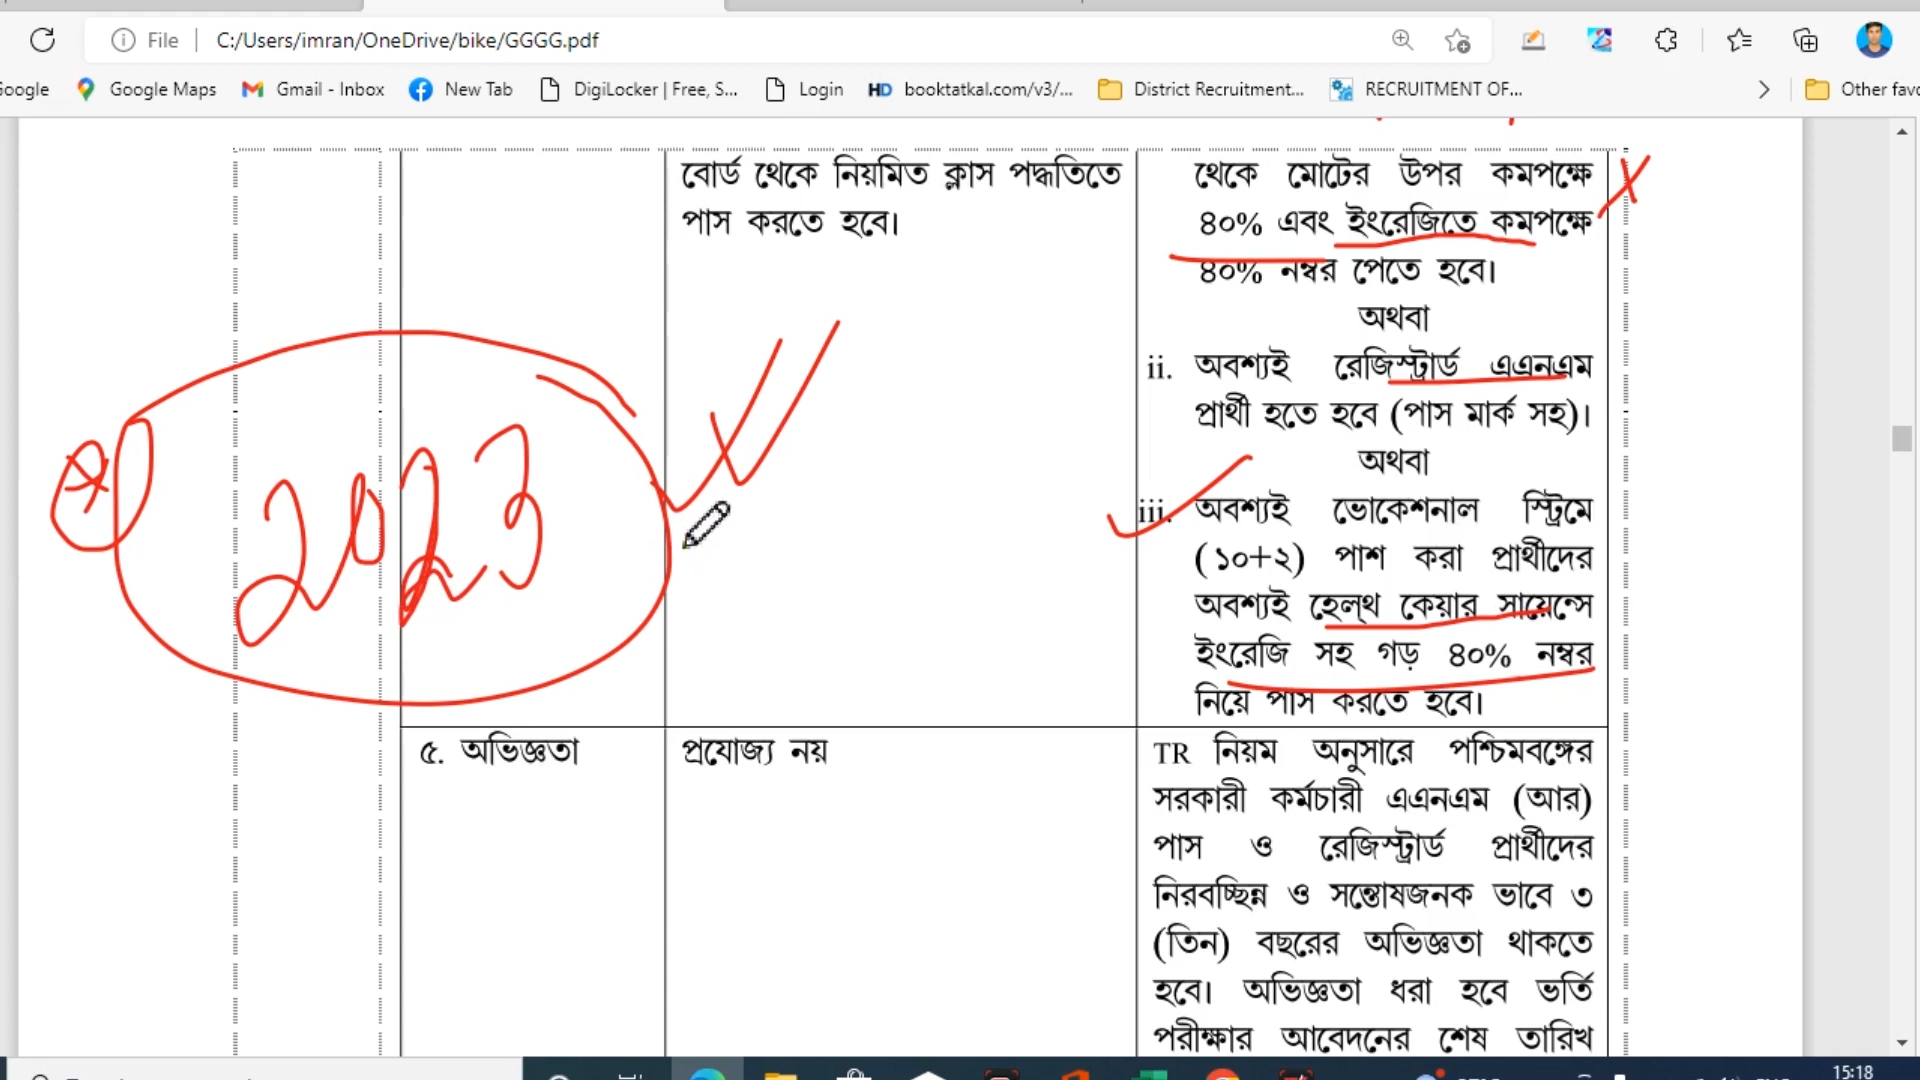 File
C:/Users/imran/OneDrive/bike/GGGG.pdf
Google Maps
Gmail - Inbox
New Tab
DigiLocker | Free, S...
Login
HD booktatkal.com/v3/...
District Recruitment...
RECRUITMENT OF...
Other favo
বোর্ড থেকে নিয়মিত ক্লাস পদ্ধতিতে
পাস করতে হবে।
থেকে মোটের উপর কমপক্ষে
৪০% এবং ইংরেজিতে কমপক্ষে
৪০% নম্বর পেতে হবে।
অথবা
ii. অবশ্যই রেজিস্ট্রার্ড এএনএম
প্রার্থী হতে হবে (পাস মার্ক সহ)।
অথবা
iii. অবশ্যই ভোকেশনাল স্ট্রিমে
(১০+২) পাশ করা প্রার্থীদের
অবশ্যই হেল্থ কেয়ার সায়েন্সে
ইংরেজি সহ গড় ৪০% নম্বর
নিয়ে পাস করতে হবে।
2023
৫. অভিজ্ঞতা
প্রযোজ্য নয়
TR নিয়ম অনুসারে পশ্চিমবঙ্গের
সরকারী কর্মচারী এএনএম (আর)
পাস ও রেজিস্ট্রার্ড প্রার্থীদের
নিরবচ্ছিন্ন ও সন্তোষজনক ভাবে ৩
(তিন) বছরের অভিজ্ঞতা থাকতে
হবে। অভিজ্ঞতা ধরা হবে ভর্তি
পরীক্ষার আবেদনের শেষ তারিখ
15:18